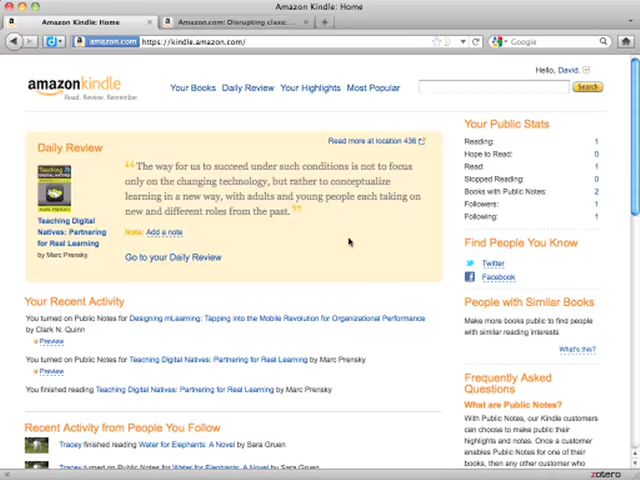 Amazon Kindle: Home
Amazon Kindle: Home
Amazon.com: Disrupting class: ...
amazon.com
https://kindle.amazon.com/
Google
Hello, David.
amazonkindle
Read. Review. Remember.
Your Books Daily Review Your Highlights Most Popular
Search
Daily Review
Read more at location 436
“The way for us to succeed under such conditions is not to focus
only on the changing technology, but rather to conceptualize
learning in a new way, with adults and young people each taking on
new and different roles from the past.”
Teaching Digital
Natives: Partnering
for Real Learning
by Marc Prensky
Note: Add a note
Go to your Daily Review
Your Recent Activity
You turned on Public Notes for Designing mLearning: Tapping into the Mobile Revolution for Organizational Performance
by Clark N. Quinn
Preview
You turned on Public Notes for Teaching Digital Natives: Partnering for Real Learning by Marc Prensky
Preview
You finished reading Teaching Digital Natives: Partnering for Real Learning by Marc Prensky
Recent Activity from People You Follow
Tracey finished reading Water for Elephants: A Novel by Sara Gruen
Tracey turned on Public Notes for Water for Elephants: A Novel by Sara Gruen
Your Public Stats
Reading: 1
Hope to Read: 0
Read: 1
Stopped Reading: 0
Books with Public Notes: 2
Followers: 1
Following: 1
Find People You Know
Twitter
Facebook
People with Similar Books
Make more books public to find people
with similar reading interests
What's this?
Frequently Asked
Questions
What are Public Notes?
With Public Notes, our Kindle customers
can choose to make public their
highlights and notes. Once a customer
enables Public Notes for one of their
books, then any other customer who
zotero